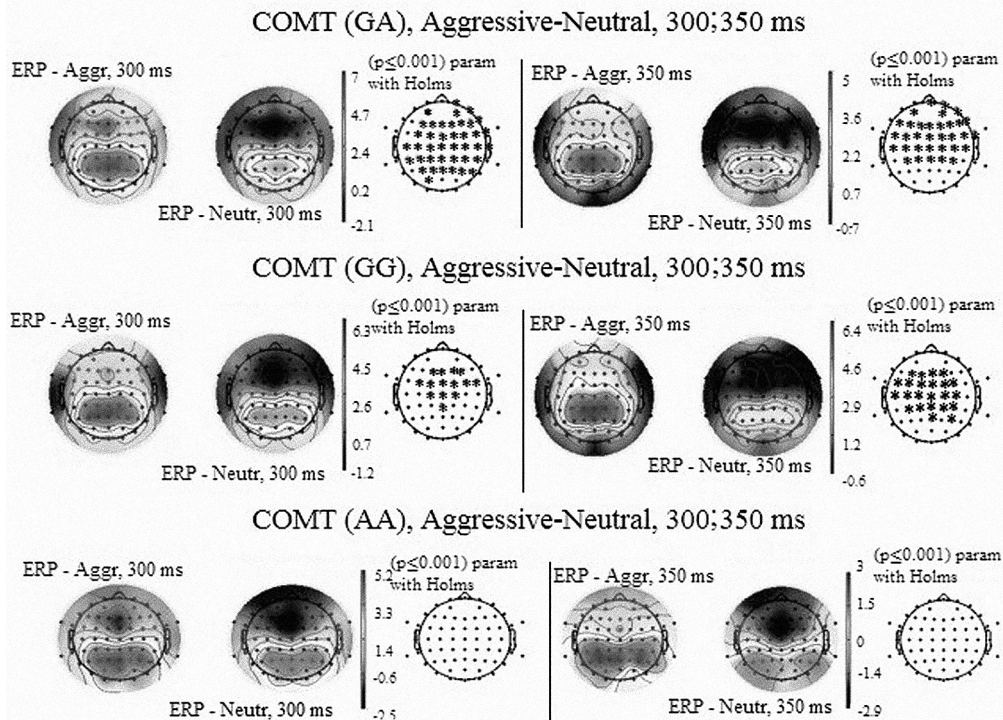 COMT (GA), Aggressive-Neutral, 300;350 ms
ERP - Aggr, 300 ms
(p≤0.001) param
with Holms
7
4.7
2.4
0.2
-2.1
ERP - Neutr, 300 ms
ERP - Aggr, 350 ms
(p≤0.001) param
with Holms
5
3.6
2.2
0.7
-0.7
ERP - Neutr, 350 ms
COMT (GG), Aggressive-Neutral, 300;350 ms
ERP - Aggr, 300 ms
(p≤0.001) param
with Holms
6.3
4.5
2.6
0.7
-1.2
ERP - Neutr, 300 ms
ERP - Aggr, 350 ms
(p≤0.001) param
with Holms
6.4
4.6
2.9
1.2
-0.6
ERP - Neutr, 350 ms
COMT (AA), Aggressive-Neutral, 300;350 ms
ERP - Aggr, 300 ms
(p≤0.001) param
with Holms
5.2
3.3
1.4
-0.6
-2.5
ERP - Neutr, 300 ms
ERP - Aggr, 350 ms
(p≤0.001) param
with Holms
3
1.5
0
-1.4
-2.9
ERP - Neutr, 350 ms